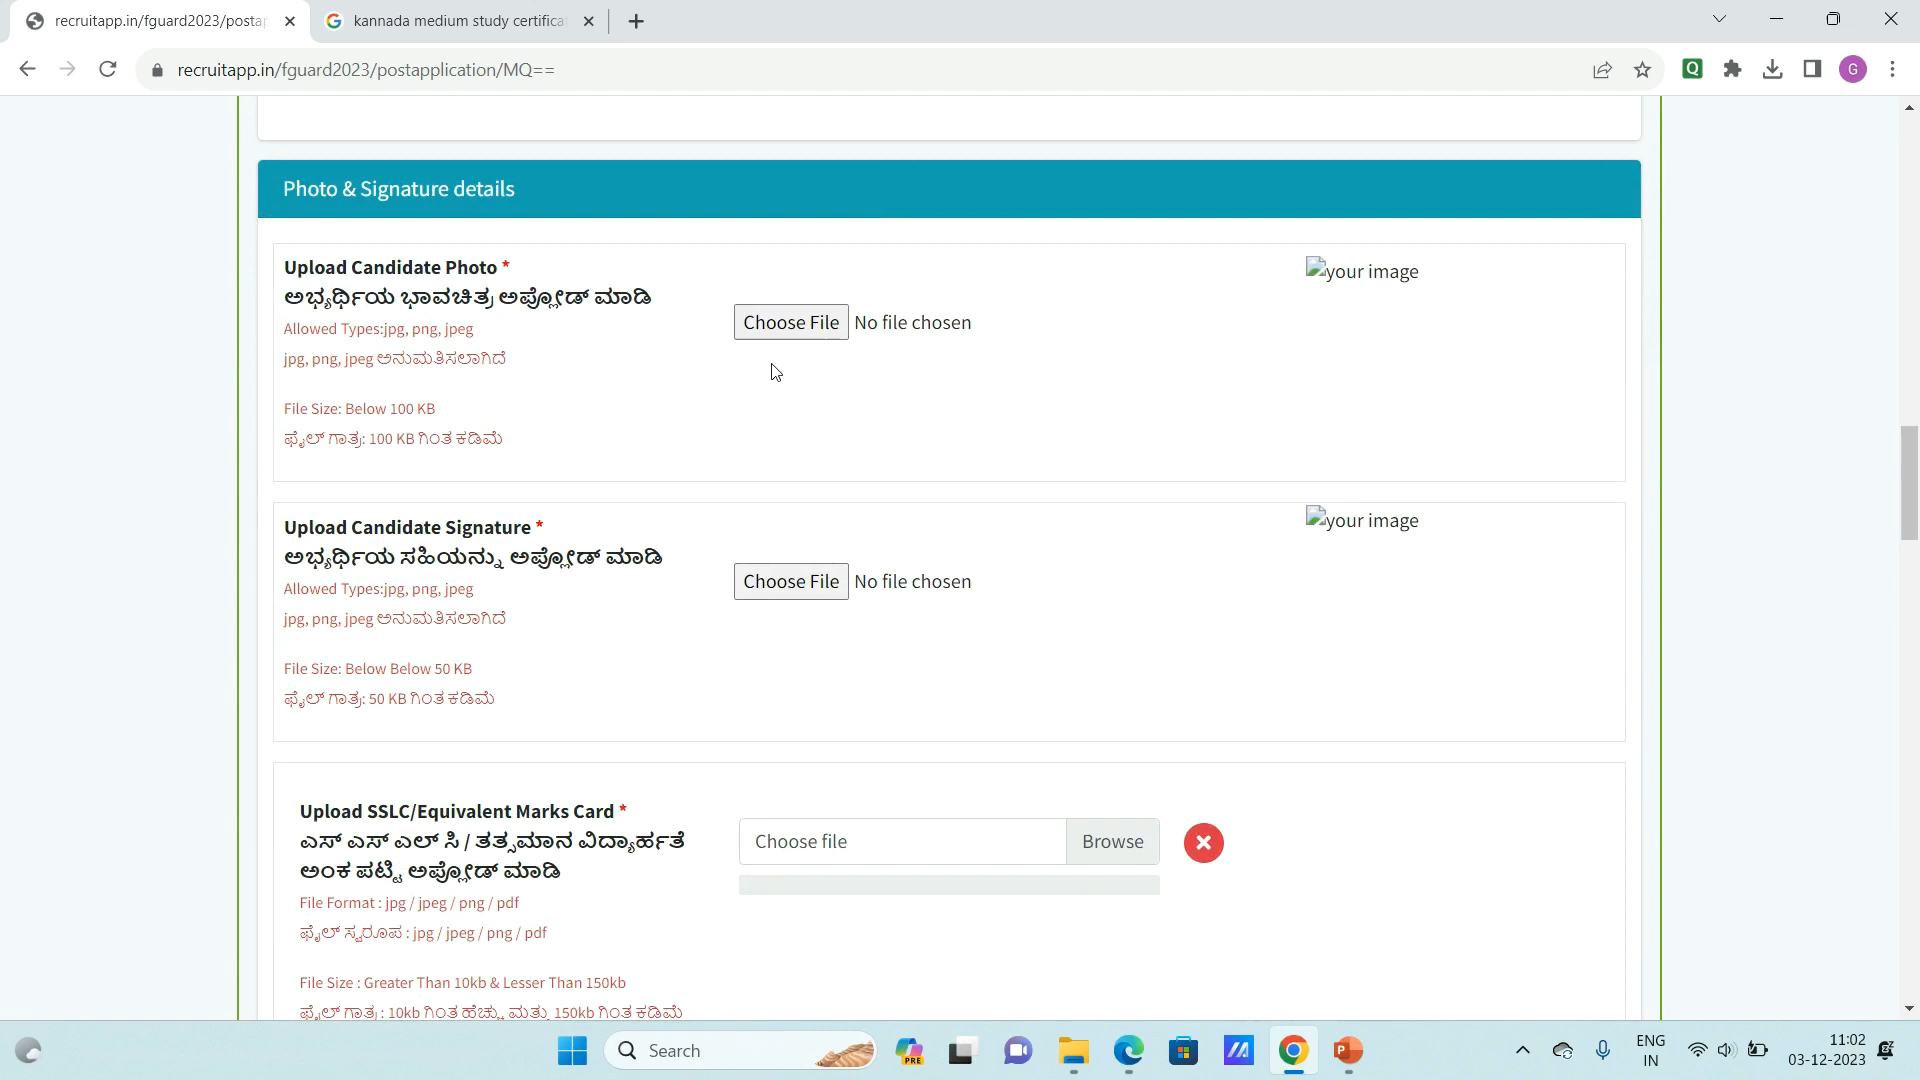 recruitapp.in/fguard2023/posta
kannada medium study certifica
recruitapp.in/fguard2023/postapplication/MQ==
Q
G
Photo & Signature details
Upload Candidate Photo *
ಅಭ್ಯರ್ಥಿಯ ಭಾವಚಿತ್ರ ಅಪ್ಲೋಡ್ ಮಾಡಿ
Allowed Types:jpg, png, jpeg
jpg, png, jpeg ಅನುಮತಿಸಲಾಗಿದೆ
File Size: Below 100 KB
ಫೈಲ್ ಗಾತ್ರ: 100 KB ಗಿಂತ ಕಡಿಮೆ
Choose File No file chosen
your image
Upload Candidate Signature *
ಅಭ್ಯರ್ಥಿಯ ಸಹಿಯನ್ನು ಅಪ್ಲೋಡ್ ಮಾಡಿ
Allowed Types:jpg, png, jpeg
jpg, png, jpeg ಅನುಮತಿಸಲಾಗಿದೆ
File Size: Below Below 50 KB
ಫೈಲ್ ಗಾತ್ರ: 50 KB ಗಿಂತ ಕಡಿಮೆ
Choose File No file chosen
your image
Upload SSLC/Equivalent Marks Card *
ಎಸ್ ಎಸ್ ಎಲ್ ಸಿ / ತತ್ಸಮಾನ ವಿದ್ಯಾರ್ಹತೆ
ಅಂಕ ಪಟ್ಟಿ ಅಪ್ಲೋಡ್ ಮಾಡಿ
File Format : jpg / jpeg / png / pdf
ಫೈಲ್ ಸ್ವರೂಪ : jpg / jpeg / png / pdf
File Size : Greater Than 10kb & Lesser Than 150kb
ಫೈಲ್ ಗಾತ್ರ : 10kb ಗಿಂತ ಹೆಚ್ಚು ಮತ್ತು 150kb ಗಿಂತ ಕಡಿಮೆ
Choose file Browse
Search
PRE
ENG
IN
11:02
03-12-2023